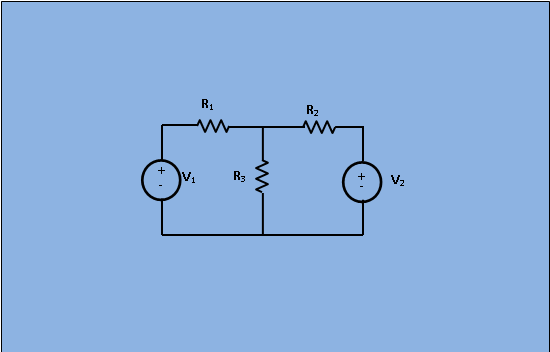 R1
R2
+
-
V1
R3
+
-
V2